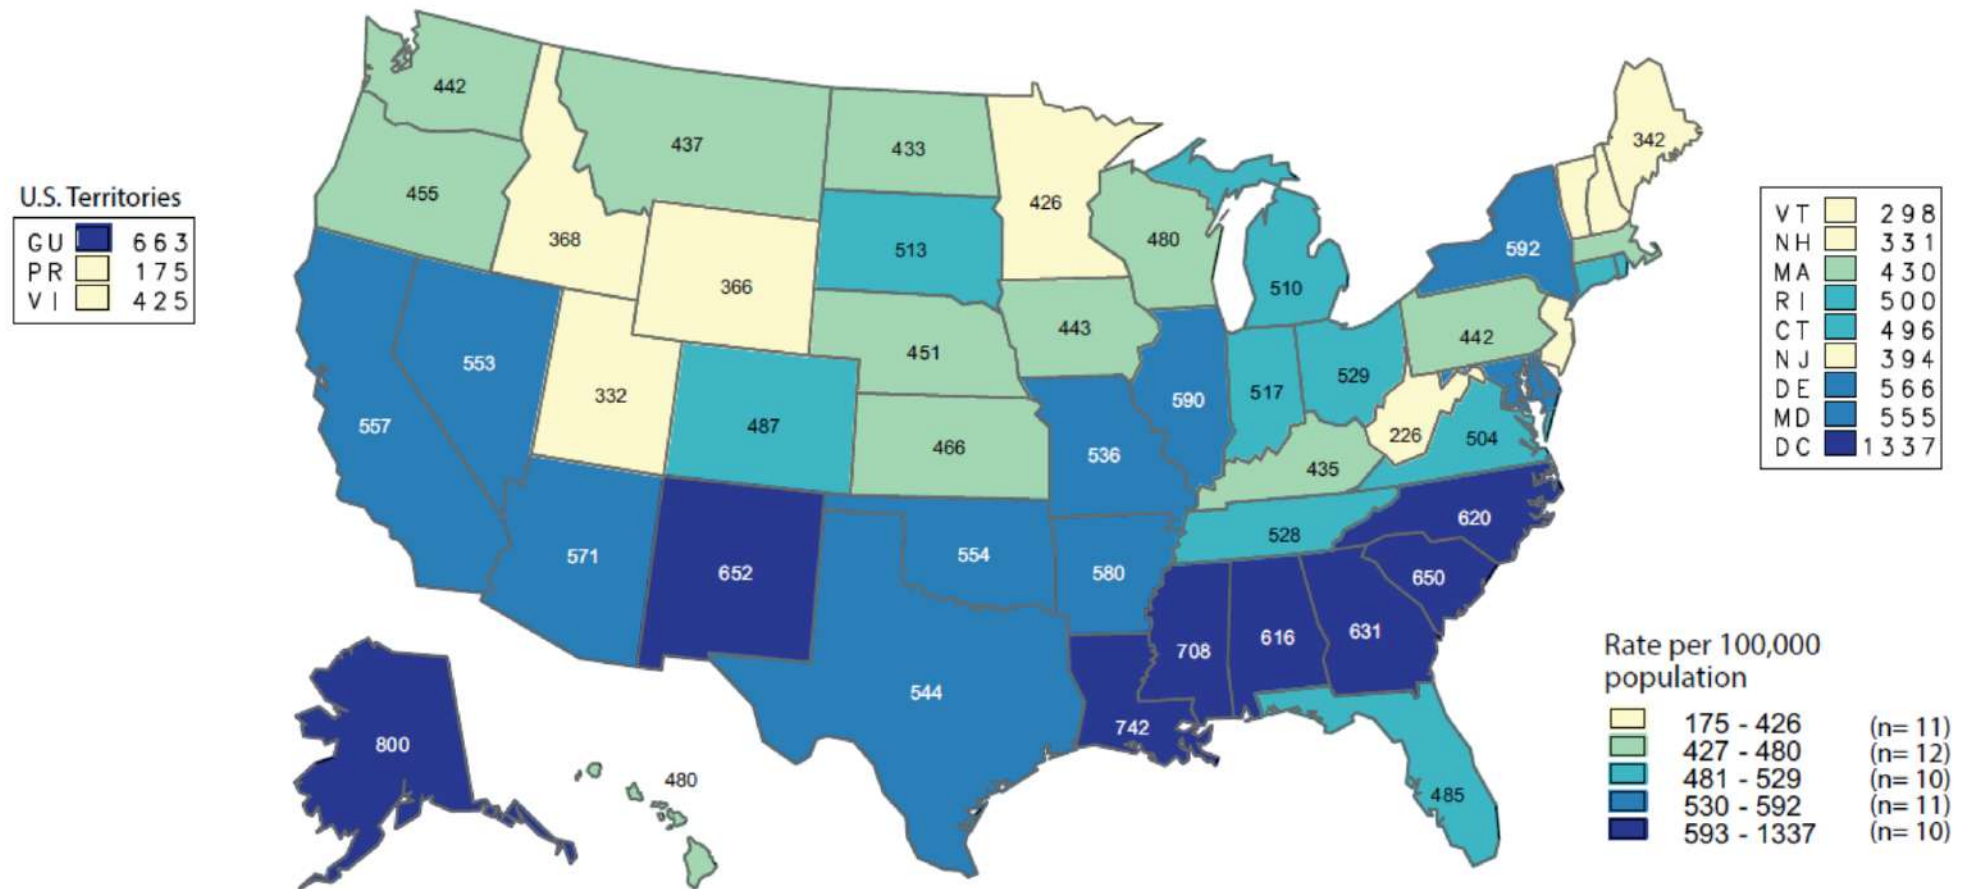 U.S. Territories
GU 663
PR 175
VI 425
442
455
437
433
426
368
366
513
480
510
342
592
553
557
332
487
451
443
466
590
517
529
442
226
504
435
536
528
620
571
652
554
580
650
631
616
708
544
742
485
800
480
VT 298
NH 331
MA 430
RI 500
CT 496
NJ 394
DE 566
MD 555
DC 1337
Rate per 100,000
population
175 - 426 (n= 11)
427 - 480 (n= 12)
481 - 529 (n= 10)
530 - 592 (n= 11)
593 - 1337 (n= 10)